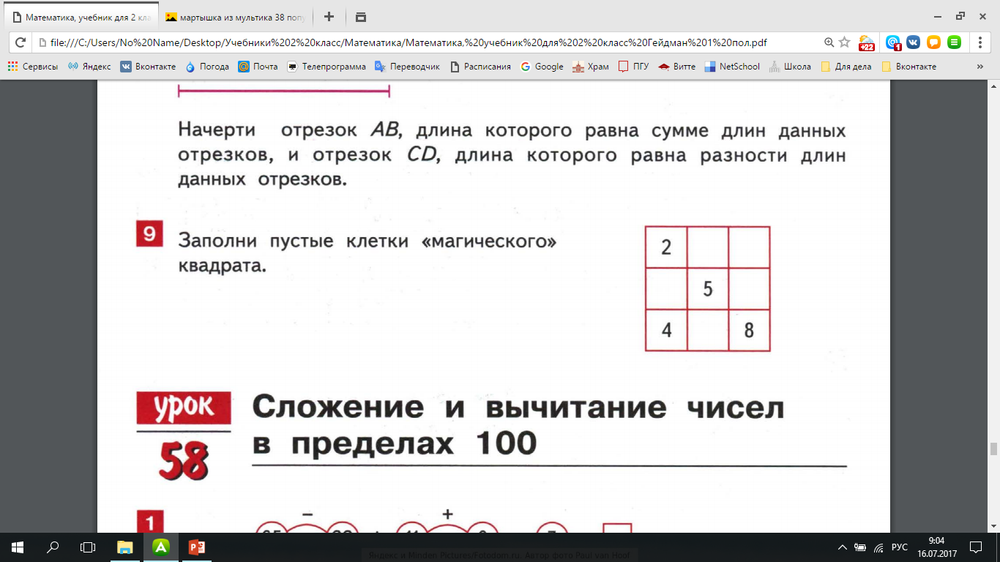 Математика, учебник для 2 кла
мартышка из мультика 38 попу
file:///C:/Users/No%20Name/Desktop/Учебники%202%20класс/Математика/Математика,%20учебник%20для%202%20класс%20Гейдман%201%20пол.pdf
+22
1
Сервисы Яндекс Вконтакте Погода Почта Телепрограмма Переводчик Расписания Google Храм ПГУ Витте NetSchool Школа Для дела Вконтакте »
Начерти отрезок AB, длина которого равна сумме длин данных
отрезков, и отрезок CD, длина которого равна разности длин
данных отрезков.
9 Заполни пустые клетки «магического»
квадрата.
2
5
4 8
урок
58
Сложение и вычитание чисел
в пределах 100
1
− +
РУС
9:04
16.07.2017
Яндекс и Minden Pictures/Fotodom.ru. Автор фото Paul van Hoof